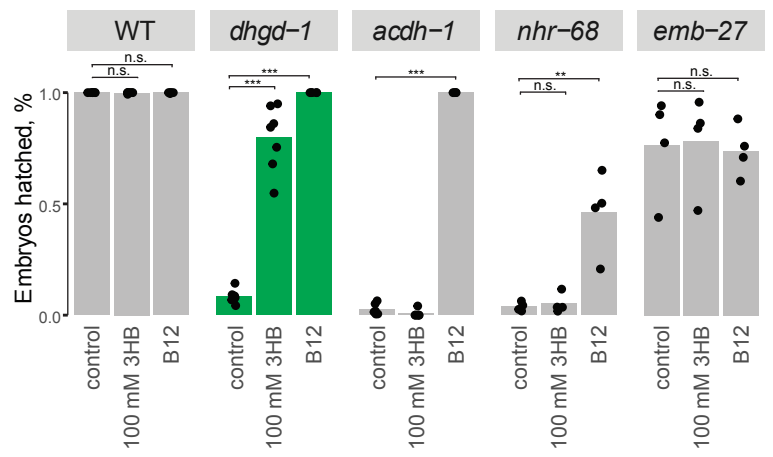 WT
dhgd−1
acdh−1
nhr−68
emb−27
n.s.
n.s.
***
***
***
**
n.s.
n.s.
n.s.
Embryos hatched, %
1.0
0.5
0.0
control
100 mM 3HB
B12
control
100 mM 3HB
B12
control
100 mM 3HB
B12
control
100 mM 3HB
B12
control
100 mM 3HB
B12